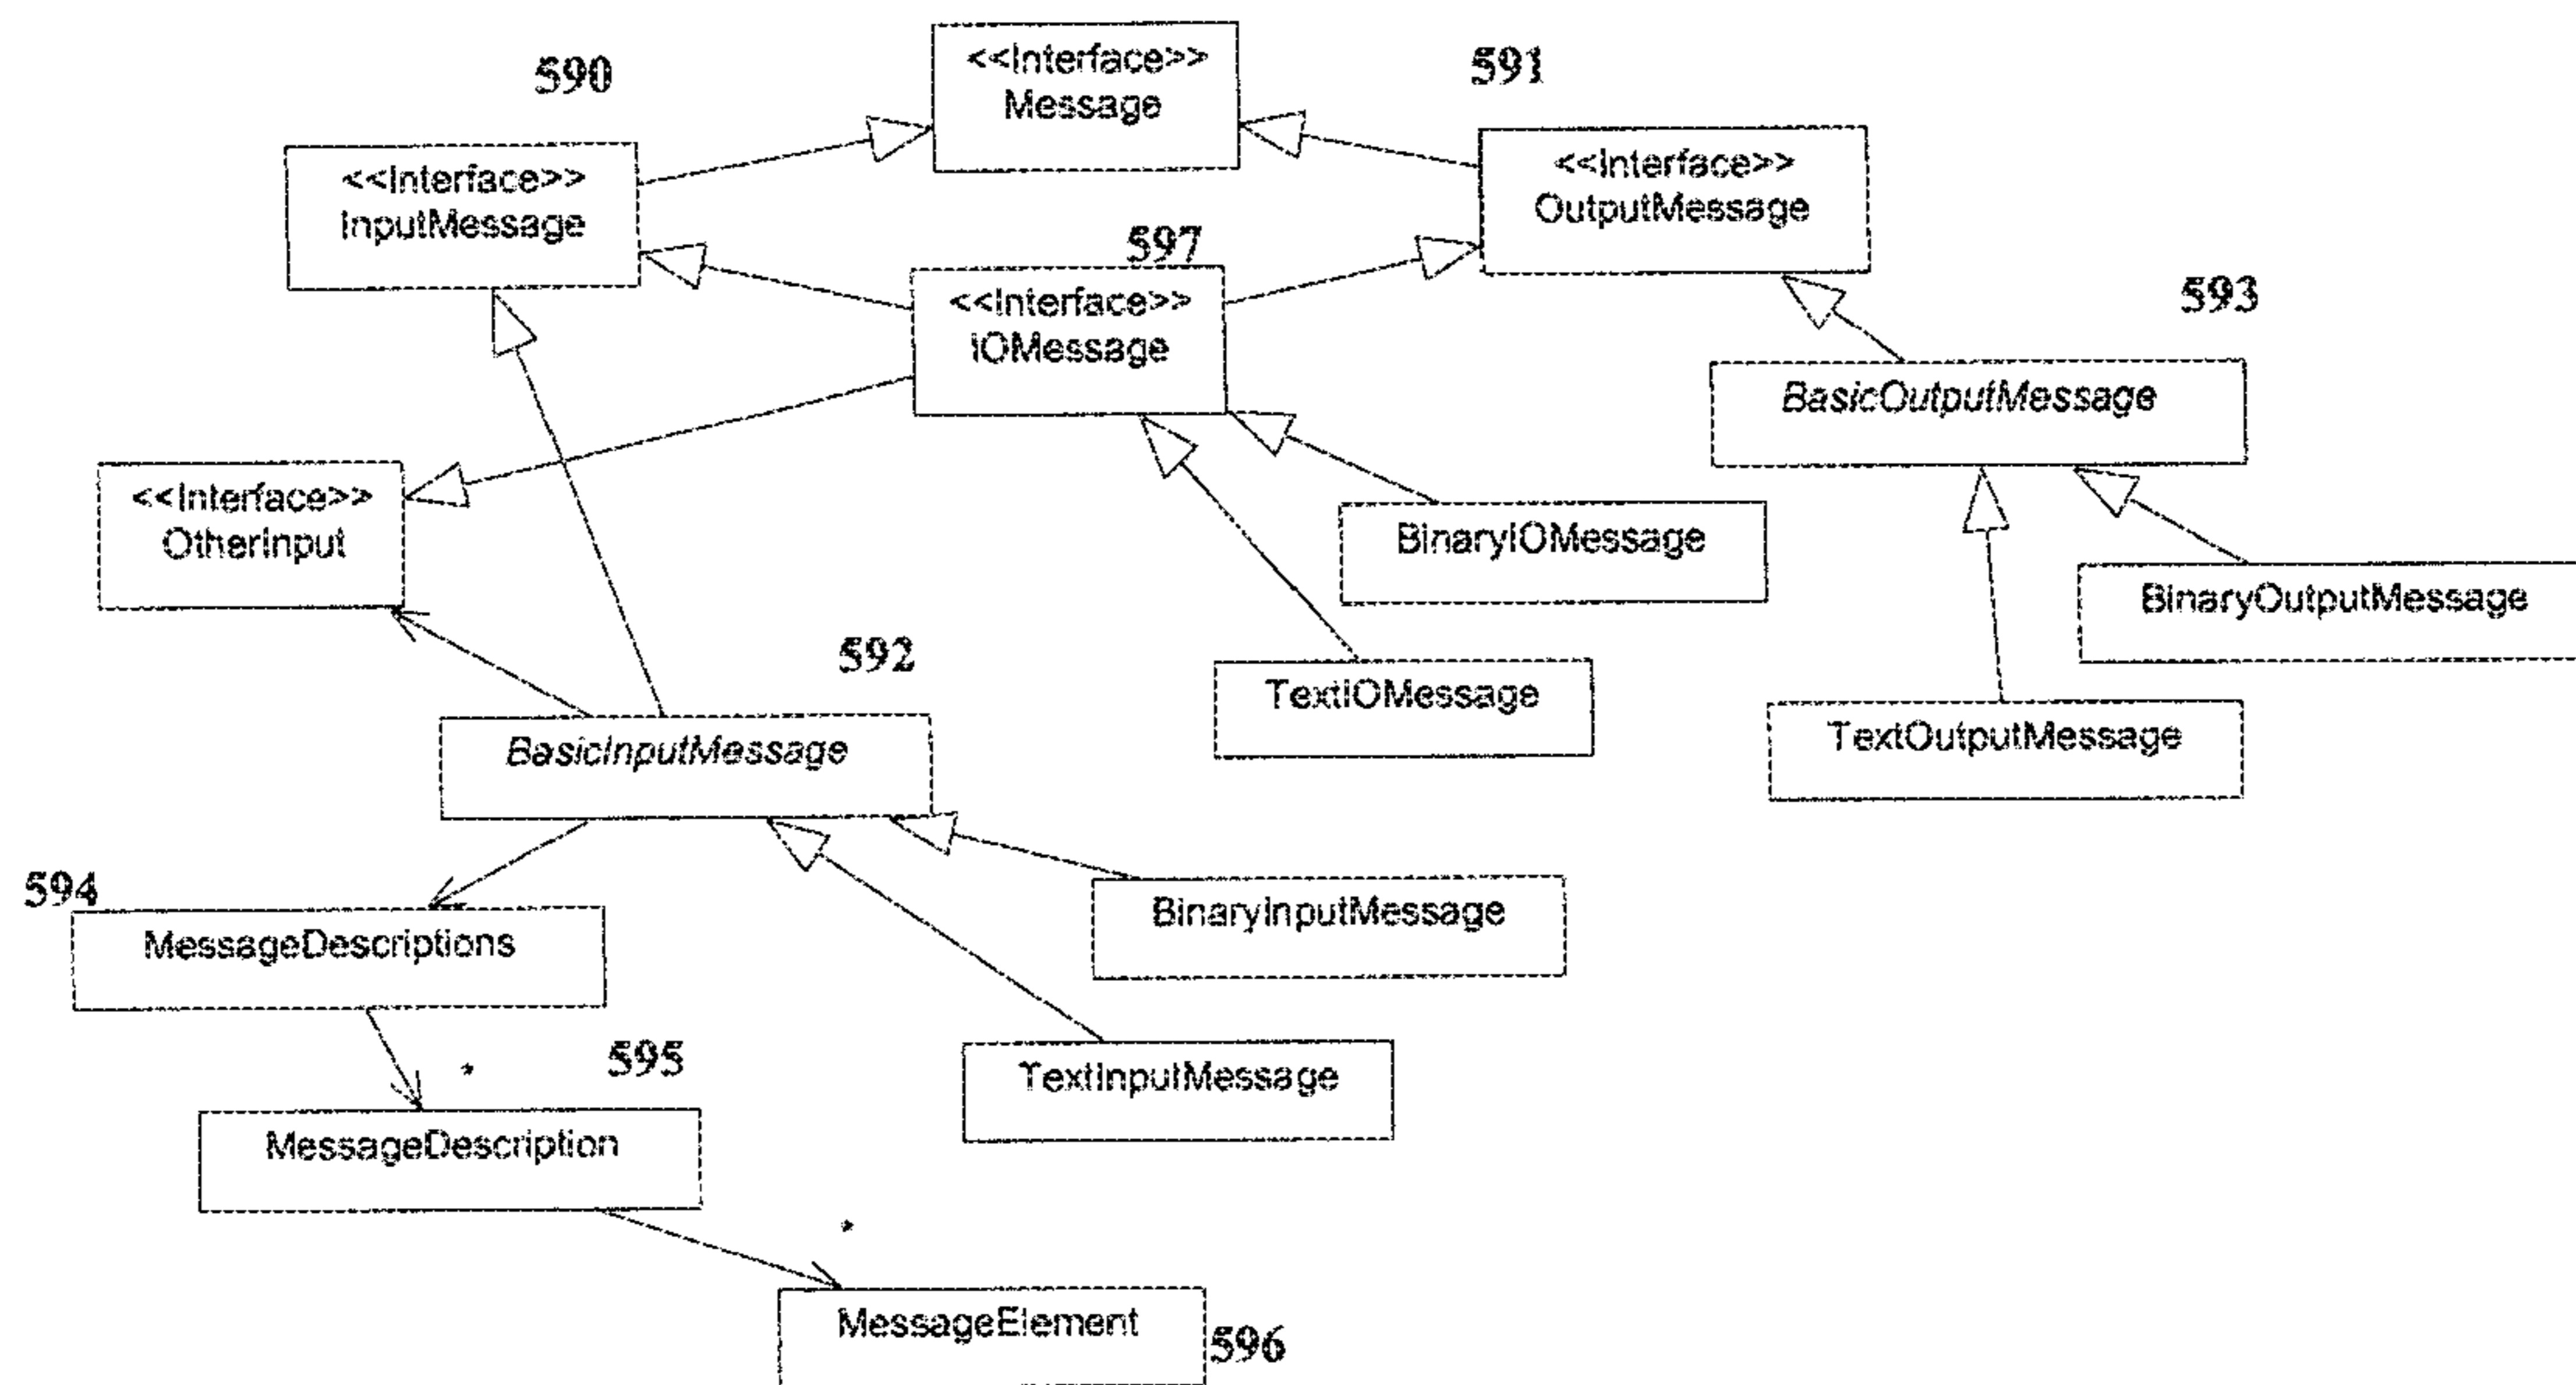 590
<<Interface>>
Message
591
<<Interface>>
InputMessage
<<Interface>>
OutputMessage
597
<<Interface>>
IOMessage
593
BasicOutputMessage
<<Interface>>
OtherInput
BinaryIOMessage
BinaryOutputMessage
592
TextIOMessage
BasicInputMessage
TextOutputMessage
594
MessageDescriptions
BinaryInputMessage
*
595
TextInputMessage
MessageDescription
*
MessageElement
596